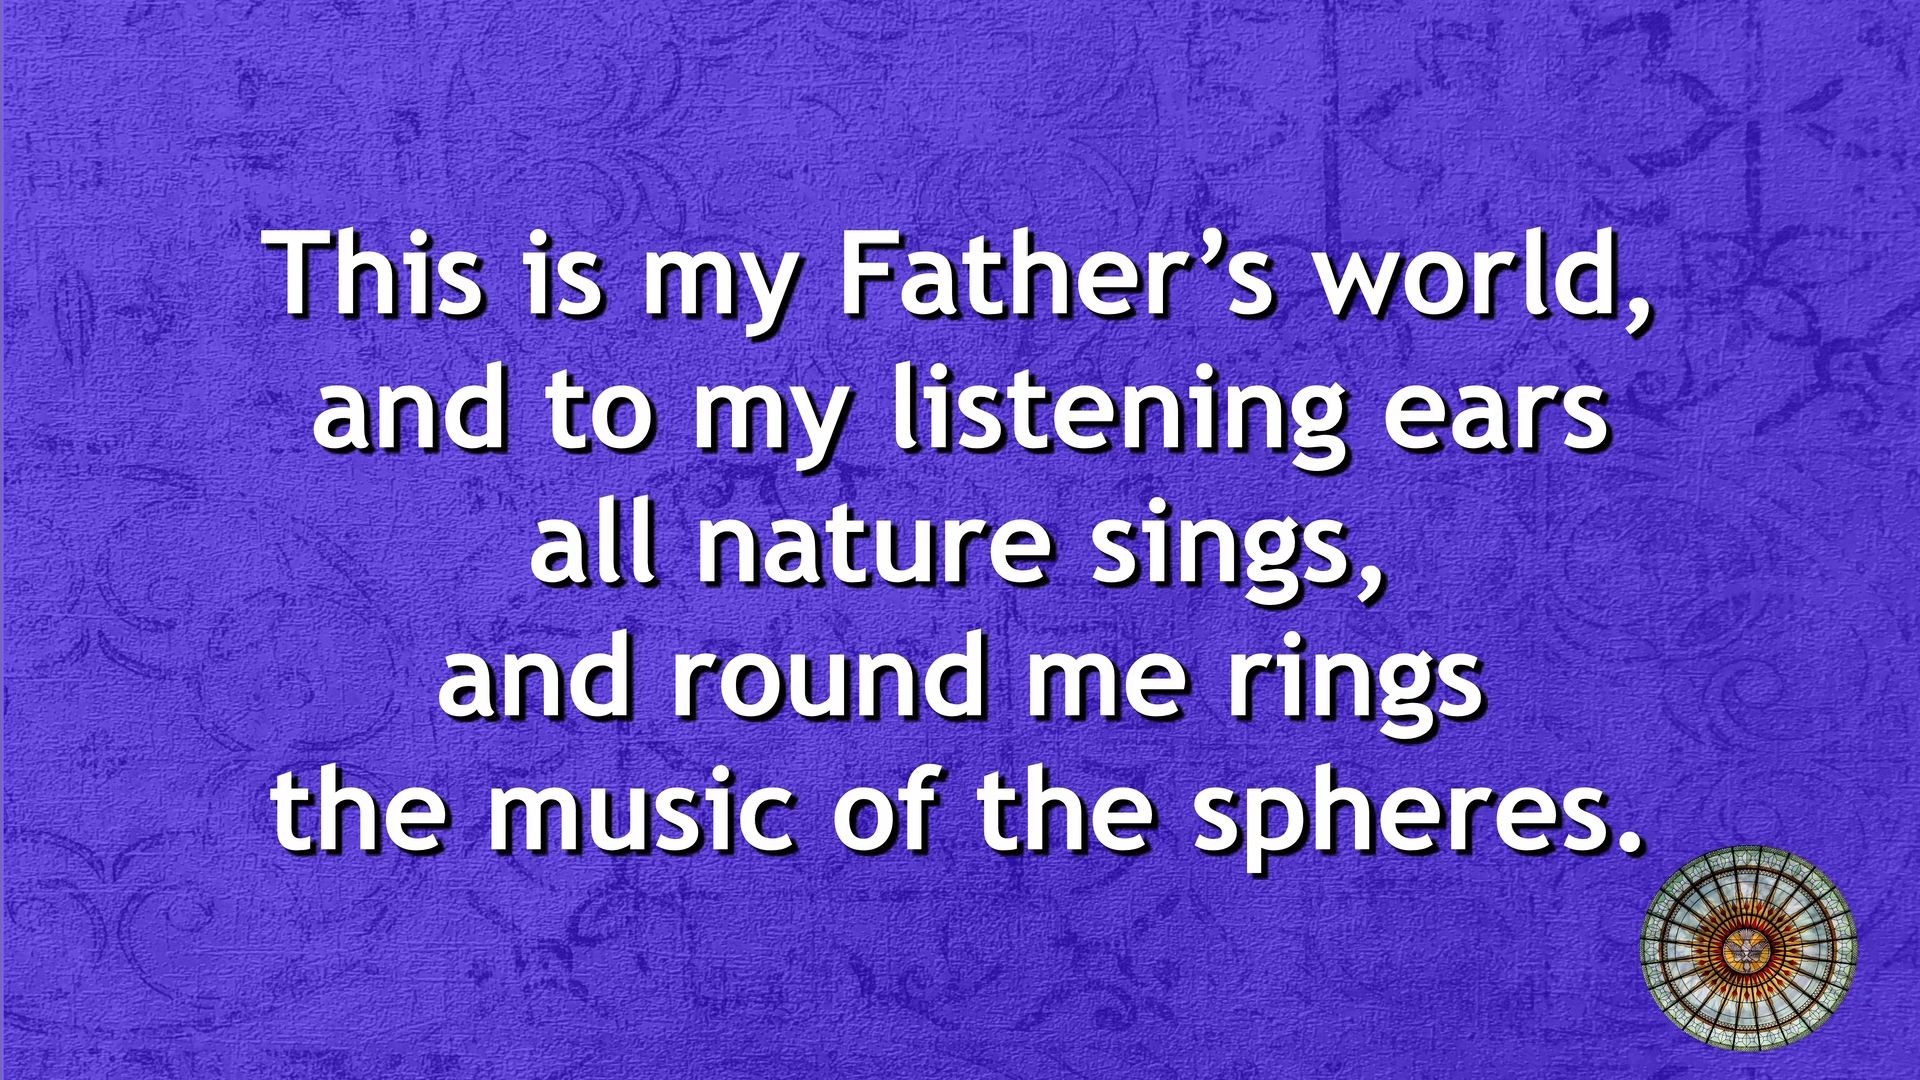 This is my Father’s world,
and to my listening ears
all nature sings,
and round me rings
the music of the spheres.